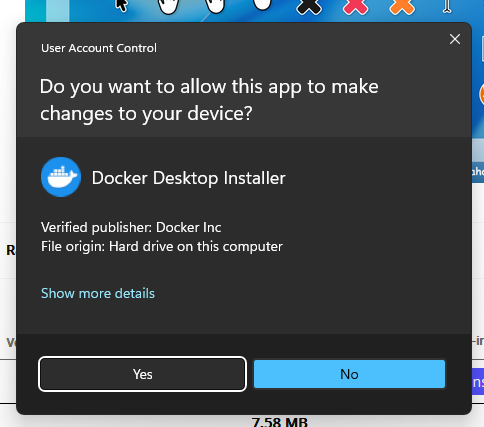 User Account Control
Do you want to allow this app to make
changes to your device?
Docker Desktop Installer
Verified publisher: Docker Inc
File origin: Hard drive on this computer
Show more details
Yes
No
7.58 MB